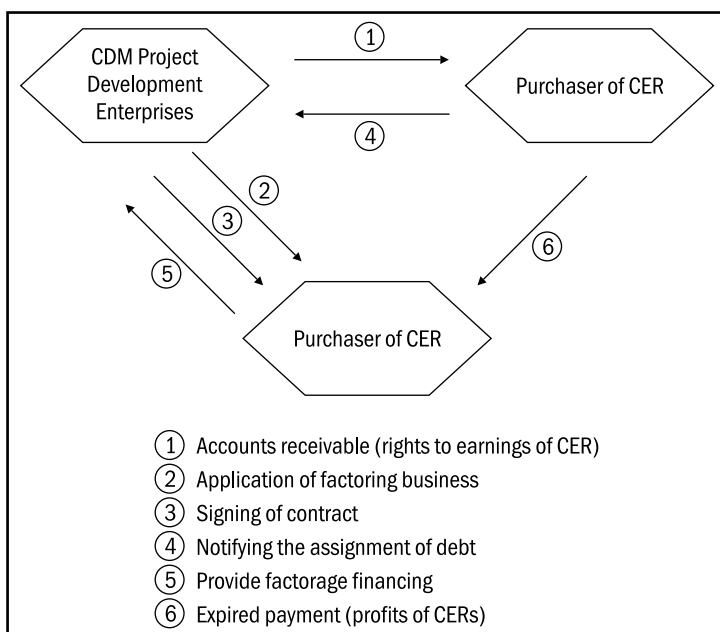 CDM Project
Development
Enterprises
①
Purchaser of CER
④
②
③
⑤
⑥
Purchaser of CER
① Accounts receivable (rights to earnings of CER)
② Application of factoring business
③ Signing of contract
④ Notifying the assignment of debt
⑤ Provide factorage financing
⑥ Expired payment (profits of CERs)